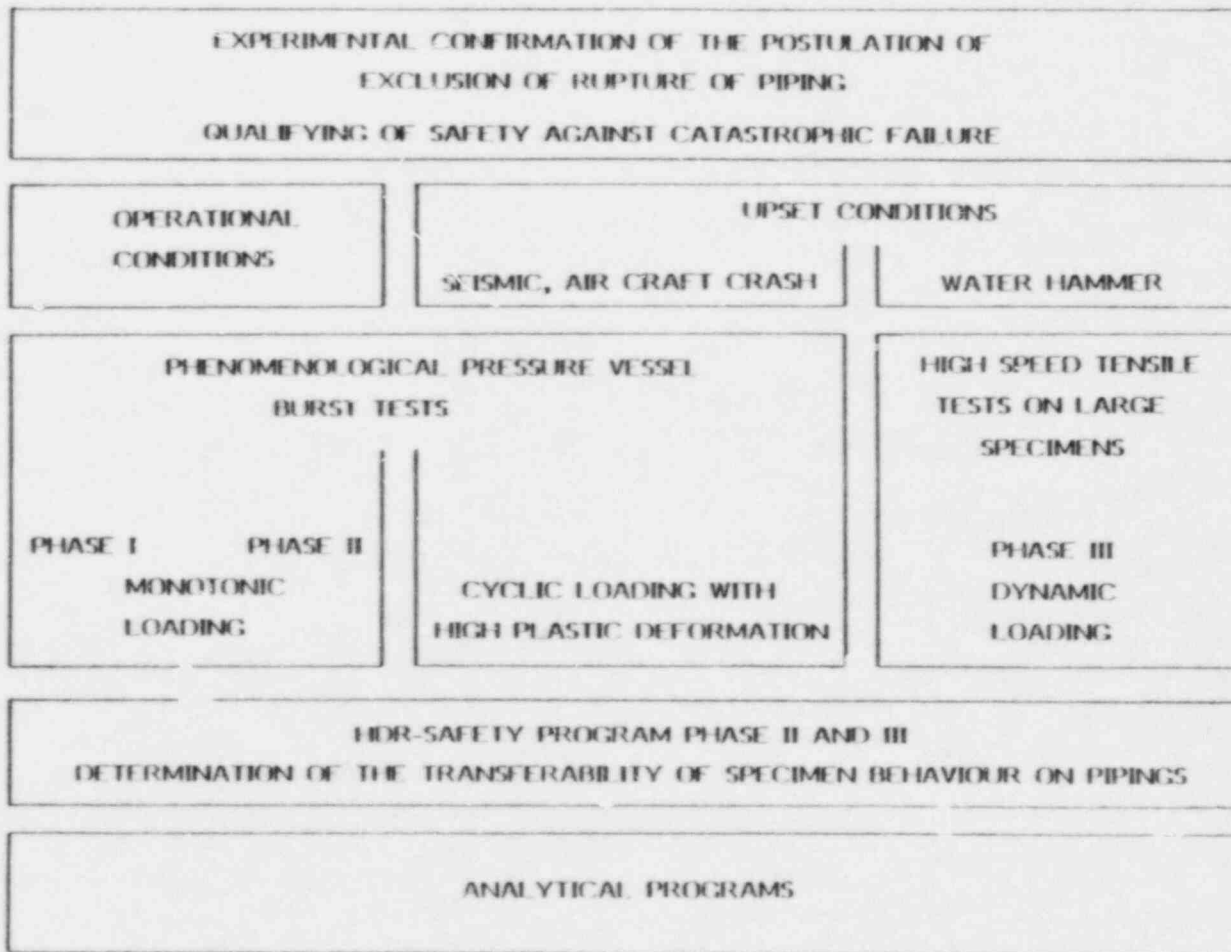 EXPERIMENTAL CONFIRMATION OF THE POSTULATION OF
EXCLUSION OF RUPTURE OF PIPING
QUALIFYING OF SAFETY AGAINST CATASTROPHIC FAILURE
OPERATIONAL
CONDITIONS
UPSET CONDITIONS
SEISMIC, AIR CRAFT CRASH
WATER HAMMER
PHENOMENOLOGICAL PRESSURE VESSEL
BURST TESTS
PHASE I PHASE II
MONOTONIC
LOADING
CYCLIC LOADING WITH
HIGH PLASTIC DEFORMATION
HIGH SPEED TENSILE
TESTS ON LARGE
SPECIMENS
PHASE III
DYNAMIC
LOADING
HDR-SAFETY PROGRAM PHASE II AND III
DETERMINATION OF THE TRANSFERABILITY OF SPECIMEN BEHAVIOUR ON PIPINGS
ANALYTICAL PROGRAMS